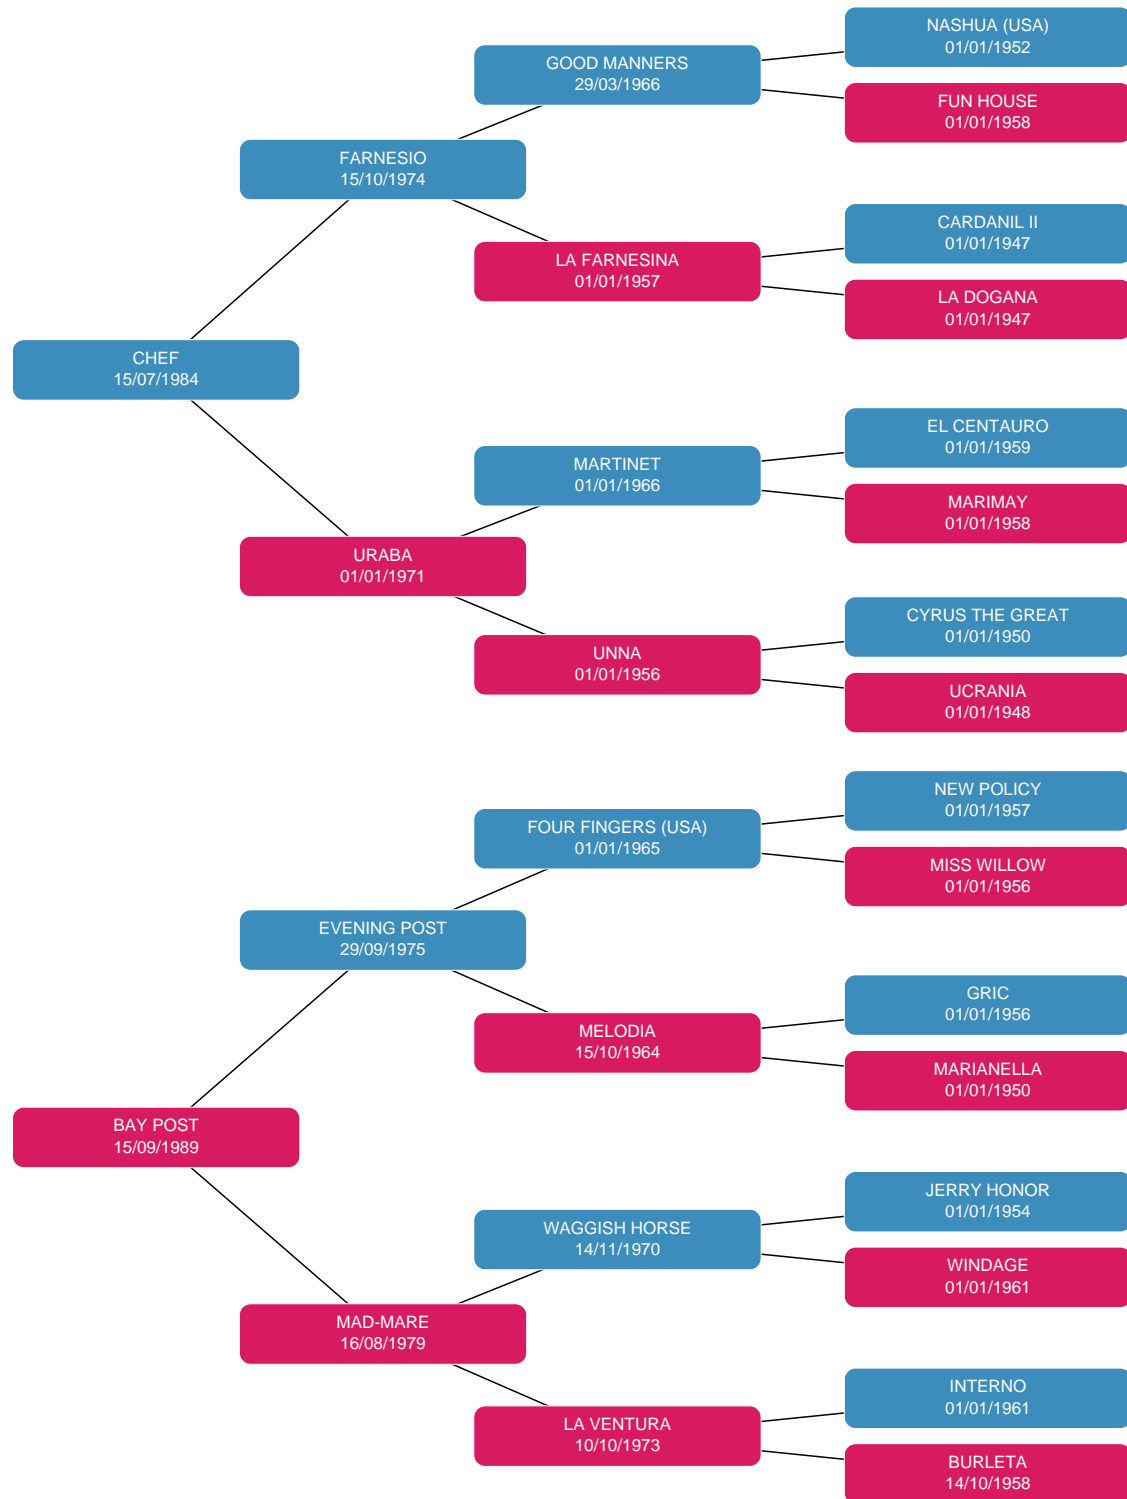 NASHUA (USA)
01/01/1952
GOOD MANNERS
29/03/1966
FUN HOUSE
01/01/1958
FARNESIO
15/10/1974
CARDANIL II
01/01/1947
LA FARNESINA
01/01/1957
LA DOGANA
01/01/1947
CHEF
15/07/1984
EL CENTAURO
01/01/1959
MARTINET
01/01/1966
MARIMAY
01/01/1958
URABA
01/01/1971
CYRUS THE GREAT
01/01/1950
UNNA
01/01/1956
UCRANIA
01/01/1948
NEW POLICY
01/01/1957
FOUR FINGERS (USA)
01/01/1965
MISS WILLOW
01/01/1956
EVENING POST
29/09/1975
GRIC
01/01/1956
MELODIA
15/10/1964
MARIANELLA
01/01/1950
BAY POST
15/09/1989
JERRY HONOR
01/01/1954
WAGGISH HORSE
14/11/1970
WINDAGE
01/01/1961
MAD-MARE
16/08/1979
INTERNO
01/01/1961
LA VENTURA
10/10/1973
BURLETA
14/10/1958